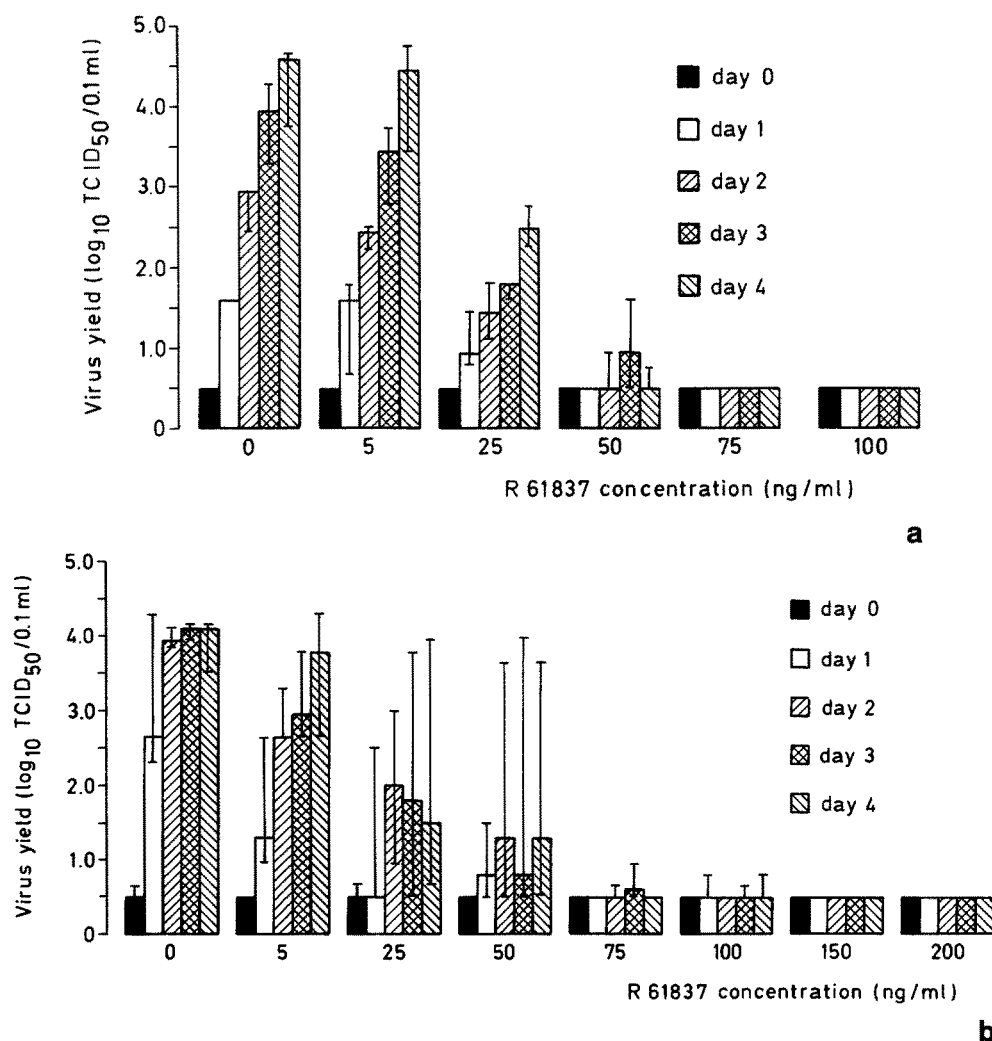 Virus yield (log10 TCID50/0.1 ml)
5.0
4.0
3.0
2.0
1.0
0
day 0
day 1
day 2
day 3
day 4
0 5 25 50 75 100
R 61837 concentration (ng/ml)
a
Virus yield (log10 TCID50/0.1 ml)
5.0
4.0
3.0
2.0
1.0
0
day 0
day 1
day 2
day 3
day 4
0 5 25 50 75 100 150 200
R 61837 concentration (ng/ml)
b